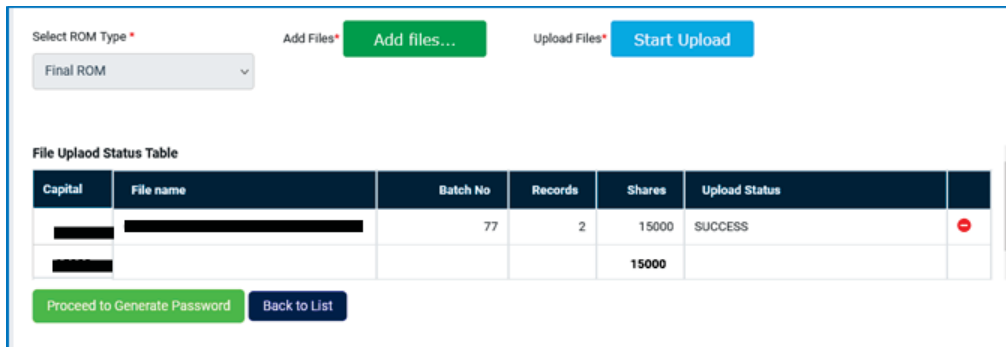 Select ROM Type *
Add Files* Add files... Upload Files* Start Upload
Final ROM
File Uplaod Status Table
Capital File name Batch No Records Shares Upload Status
77 2 15000 SUCCESS
15000
Proceed to Generate Password Back to List